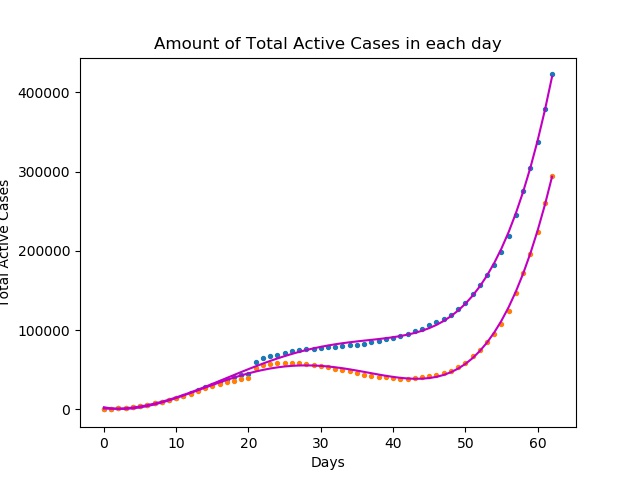 Amount of Total Active Cases in each day
400000
300000
200000
100000
0
Total Active Cases
0 10 20 30 40 50 60
Days